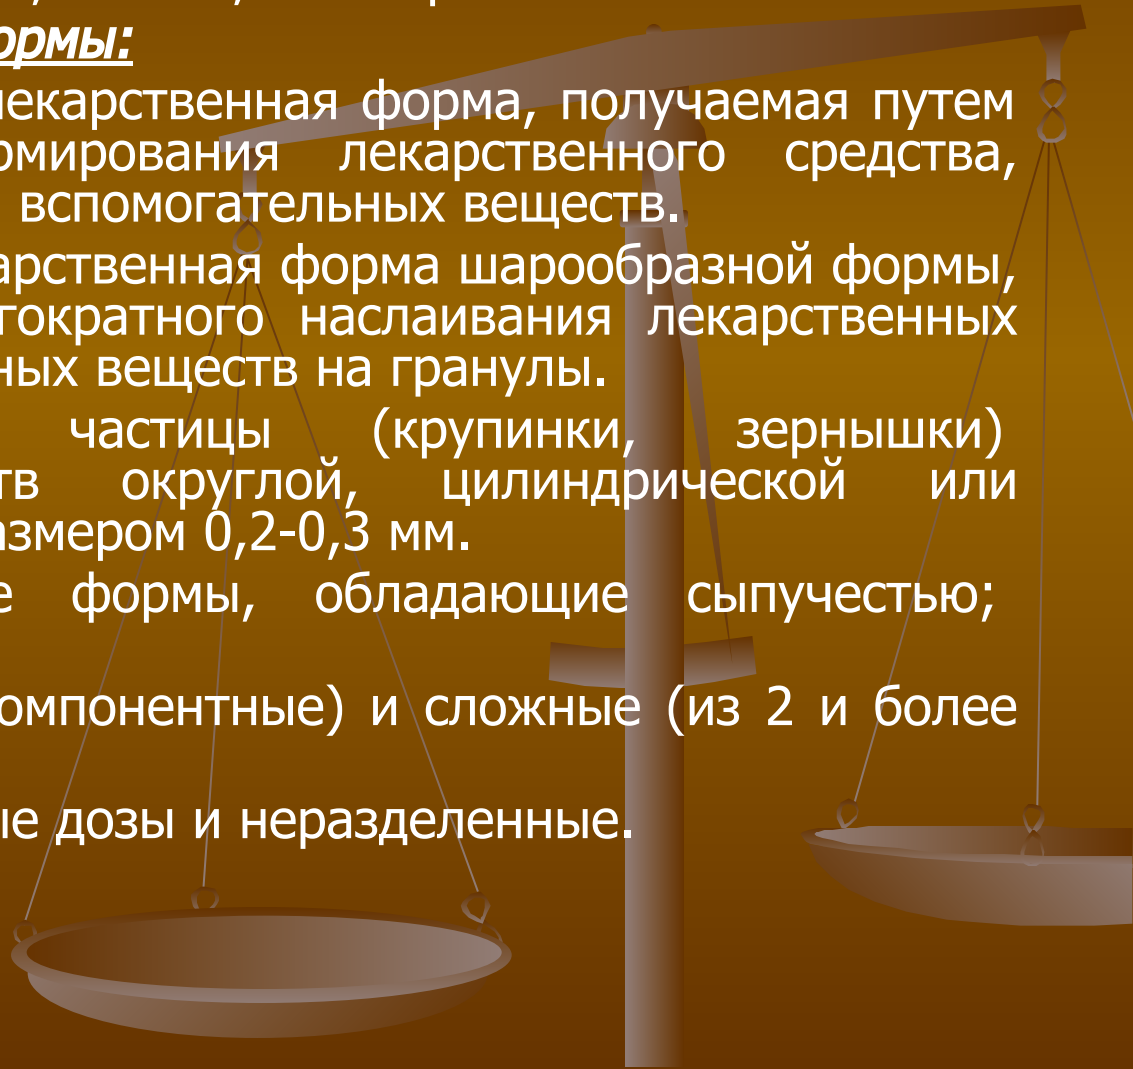 ормы:
лекарственная форма, получаемая путем
рмирования лекарственного средства,
вспомогательных веществ.
арственная форма шарообразной формы,
гократного наслаивания лекарственных
ных веществ на гранулы.
частицы (крупинки, зернышки)
тв округлой, цилиндрической или
азмером 0,2-0,3 мм.
е формы, обладающие сыпучестью;
омпонентные) и сложные (из 2 и более
ые дозы и неразделенные.